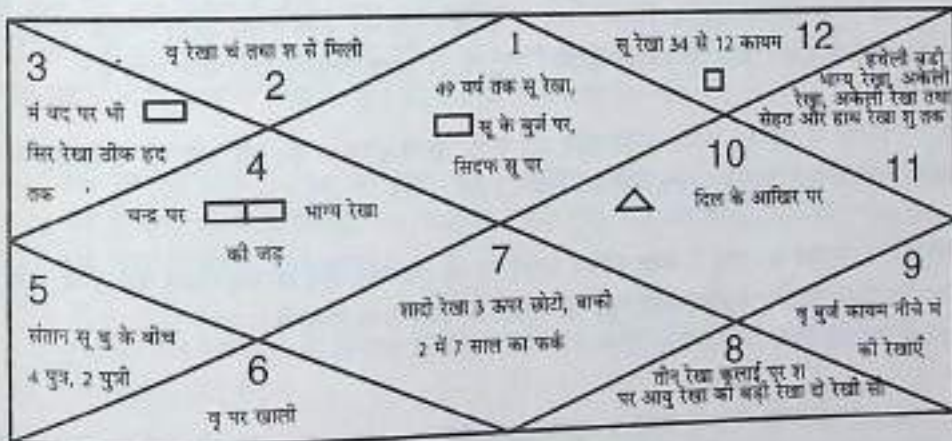 1
49 वर्ष तक सू रेखा,
सू के बुर्ज पर,
सिदफ सू पर
2
वृ रेखा चं तथा श से मिली
3
मं बद पर भी
सिर रेखा ठीक हद
तक
4
चन्द्र पर भाग्य रेखा
की जड़
5
संतान सू बु के बीच
4 पुत्र, 2 पुत्री
6
वृ पर खाली
7
शादी रेखा 3 ऊपर छोटी, बाकी
2 में 7 साल का फर्क
8
तीन रेखा कलाई पर श
पर आयु रेखा की बड़ी रेखा दो रेखी सी
9
वृ बुर्ज कायम नीचे चं
की रेखाएँ
10
दिल के आखिर पर
11
हथेली बड़ी
भाग्य रेखा, अकेली
रेखा, अकेली रेखा तथा
सेहत और हाथ रेखा शु तक
12
सू रेखा 34 से 12 कायम